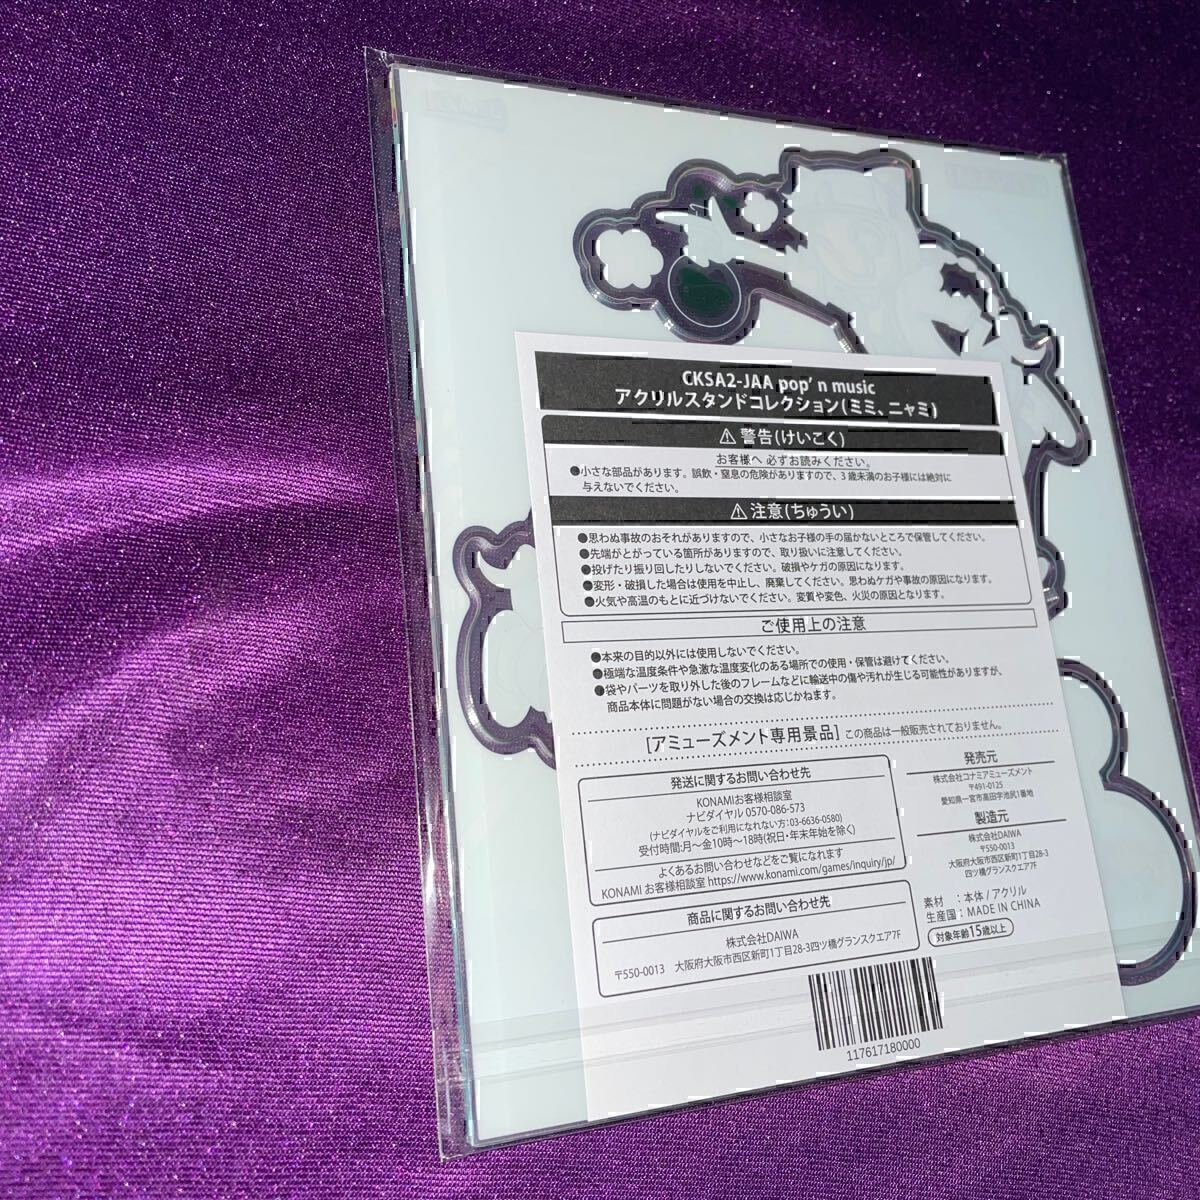 CKSA2-JAA pop' n music
アクリルスタンドコレクション(ミミ、ニャミ)
⚠ 警告(けいこく)
お客様へ 必ずお読みください。
●小さな部品があります。誤飲・窒息の危険がありますので、3歳未満のお子様には絶対に
与えないでください。
⚠ 注意(ちゅうい)
●思わぬ事故のおそれがありますので、小さなお子様の手の届かないところで保管してください。
●先端がとがっている箇所がありますので、取り扱いに注意してください。
●投げたり振り回したりしないでください。破損やケガの原因になります。
●変形・破損した場合は使用を中止し、廃棄してください。思わぬケガや事故の原因になります。
●火気や高温のもとに近づけないでください。変質や変色、火災の原因となります。
ご使用上の注意
●本来の目的以外には使用しないでください。
●極端な温度条件や急激な温度変化のある場所での使用・保管は避けてください。
●袋やパーツを取り外した後のフレームなどに輸送中の傷や汚れが生じる可能性がありますが、
商品本体に問題がない場合の交換は応じかねます。
[アミューズメント専用景品] この商品は一般販売されておりません。
発送に関するお問い合わせ先
KONAMIお客様相談室
ナビダイヤル 0570-086-573
(ナビダイヤルをご利用になれない方:03-6636-0580)
受付時間:月〜金10時〜18時(祝日・年末年始を除く)
よくあるお問い合わせなどをご覧になれます
KONAMI お客様相談室 https://www.konami.com/games/inquiry/jp/
商品に関するお問い合わせ先
株式会社DAIWA
〒550-0013 大阪府大阪市西区新町1丁目28-3四ツ橋グランスクエア7F
発売元
株式会社コナミアミューズメント
〒491-0125
愛知県一宮市高田字池尻1番地
製造元
株式会社DAIWA
〒550-0013
大阪府大阪市西区新町1丁目28-3
四ツ橋グランスクエア7F
素材 :本体/アクリル
生産国:MADE IN CHINA
対象年齢15歳以上
117617180000